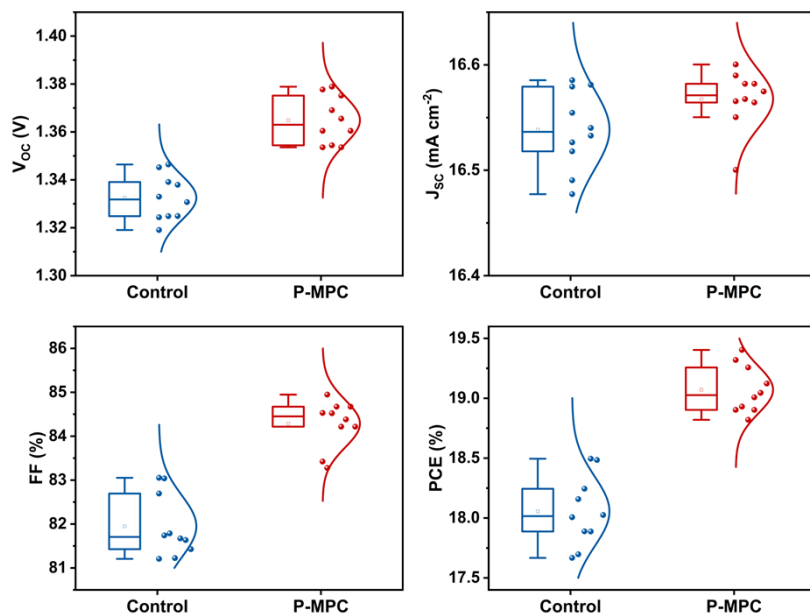 1.40
1.38
1.36
1.34
1.32
1.30
V_OC (V)
Control
P-MPC
16.6
16.5
16.4
J_SC (mA cm⁻²)
Control
P-MPC
86
85
84
83
82
81
FF (%)
Control
P-MPC
19.5
19.0
18.5
18.0
17.5
PCE (%)
Control
P-MPC